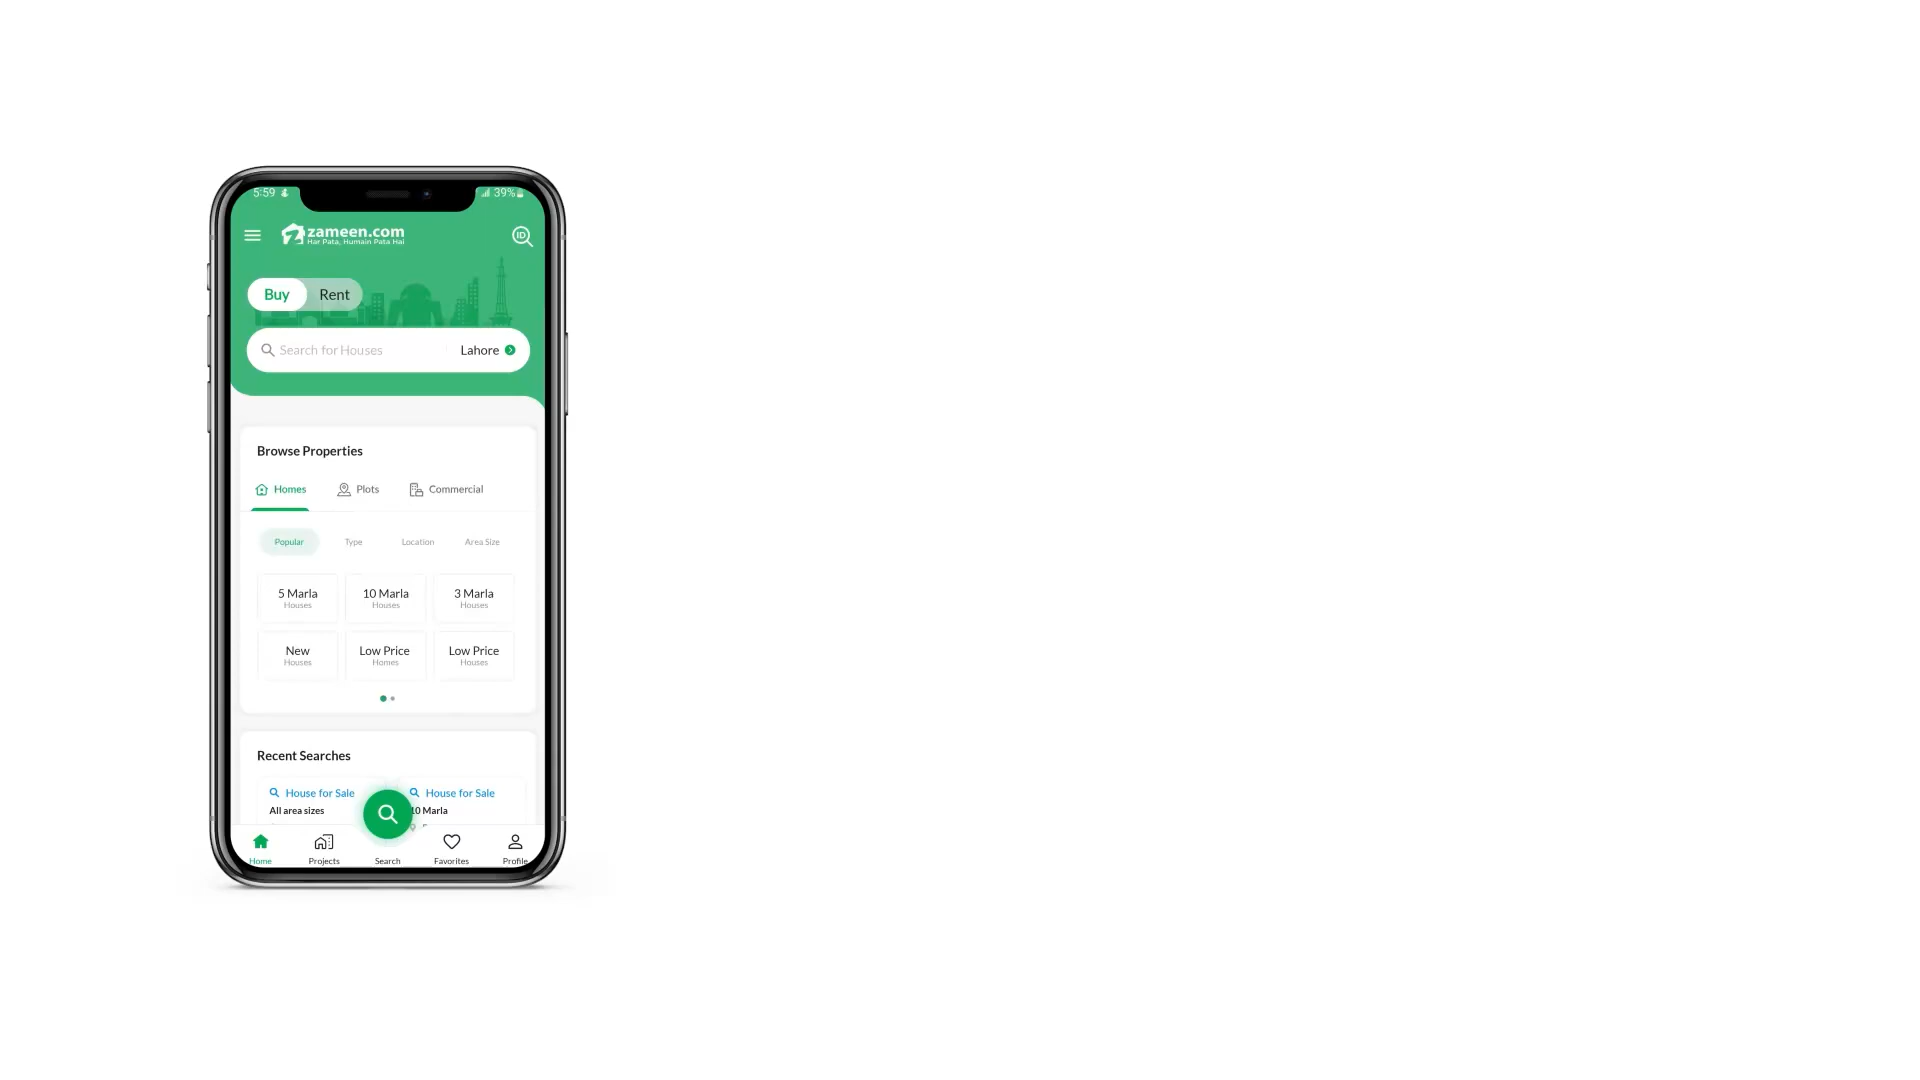 5:59
39%
zameen.com
Har Pata, Humain Pata Hai
ID
Buy Rent
Search for Houses Lahore
Browse Properties
Homes Plots Commercial
Popular Type Location Area Size
5 Marla 10 Marla 3 Marla
Houses Houses Houses
New Low Price Low Price
Houses Homes Houses
Recent Searches
House for Sale House for Sale
All area sizes 10 Marla
Home Projects Search Favorites Profile